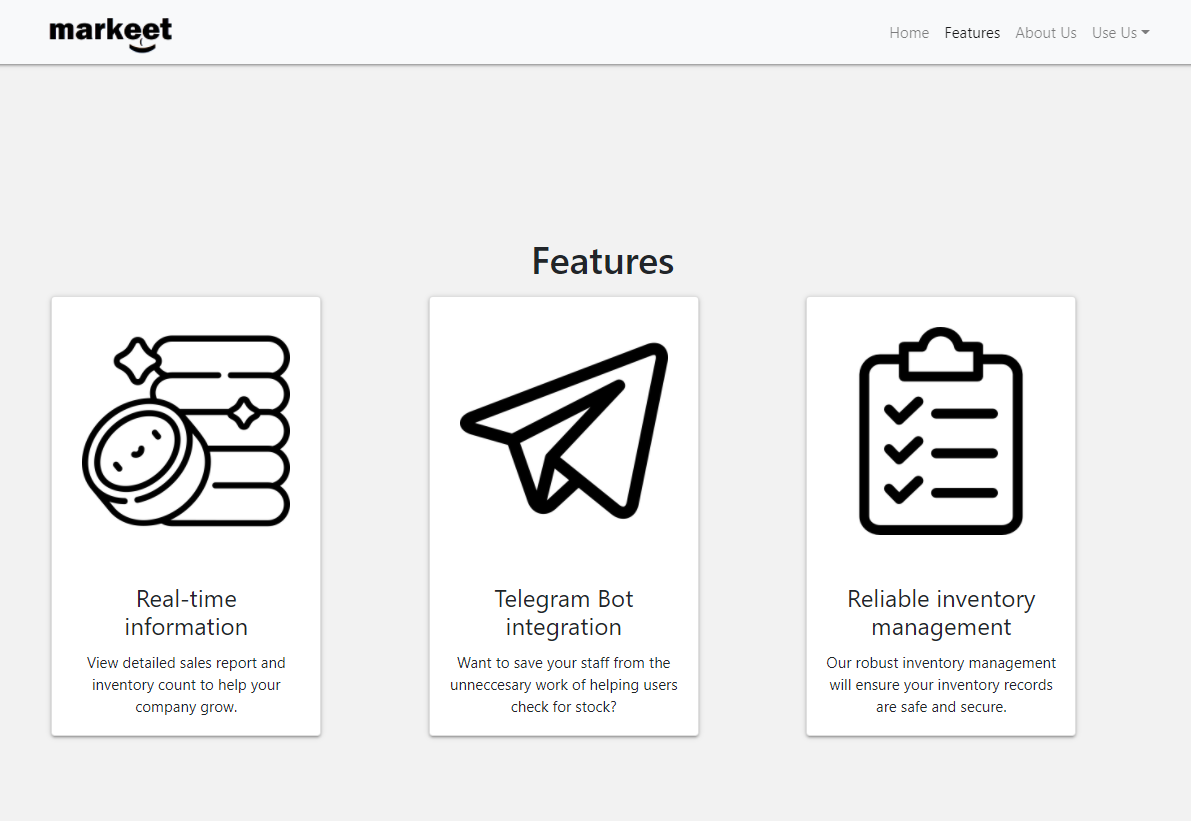 markeet
Home Features About Us Use Us
Features
Real-time
information
View detailed sales report and
inventory count to help your
company grow.
Telegram Bot
integration
Want to save your staff from the
unneccesary work of helping users
check for stock?
Reliable inventory
management
Our robust inventory management
will ensure your inventory records
are safe and secure.